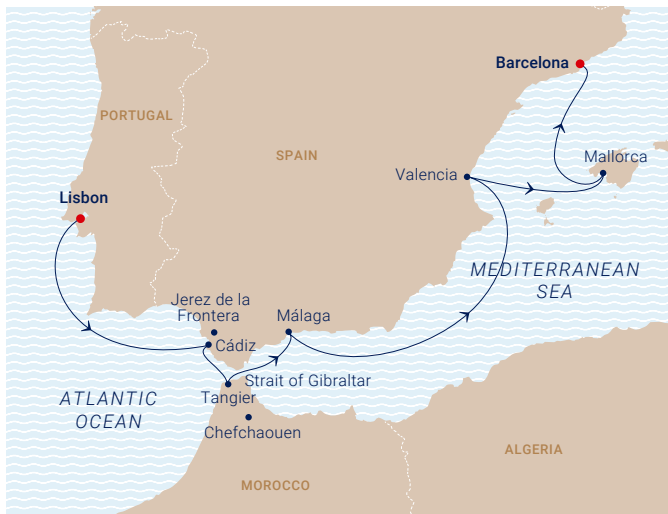 Barcelona
PORTUGAL
SPAIN
Mallorca
Valencia
Lisbon
MEDITERRANEAN
SEA
Jerez de la
Frontera
Málaga
Cádiz
Strait of Gibraltar
Tangier
ATLANTIC
OCEAN
Chefchaouen
ALGERIA
MOROCCO